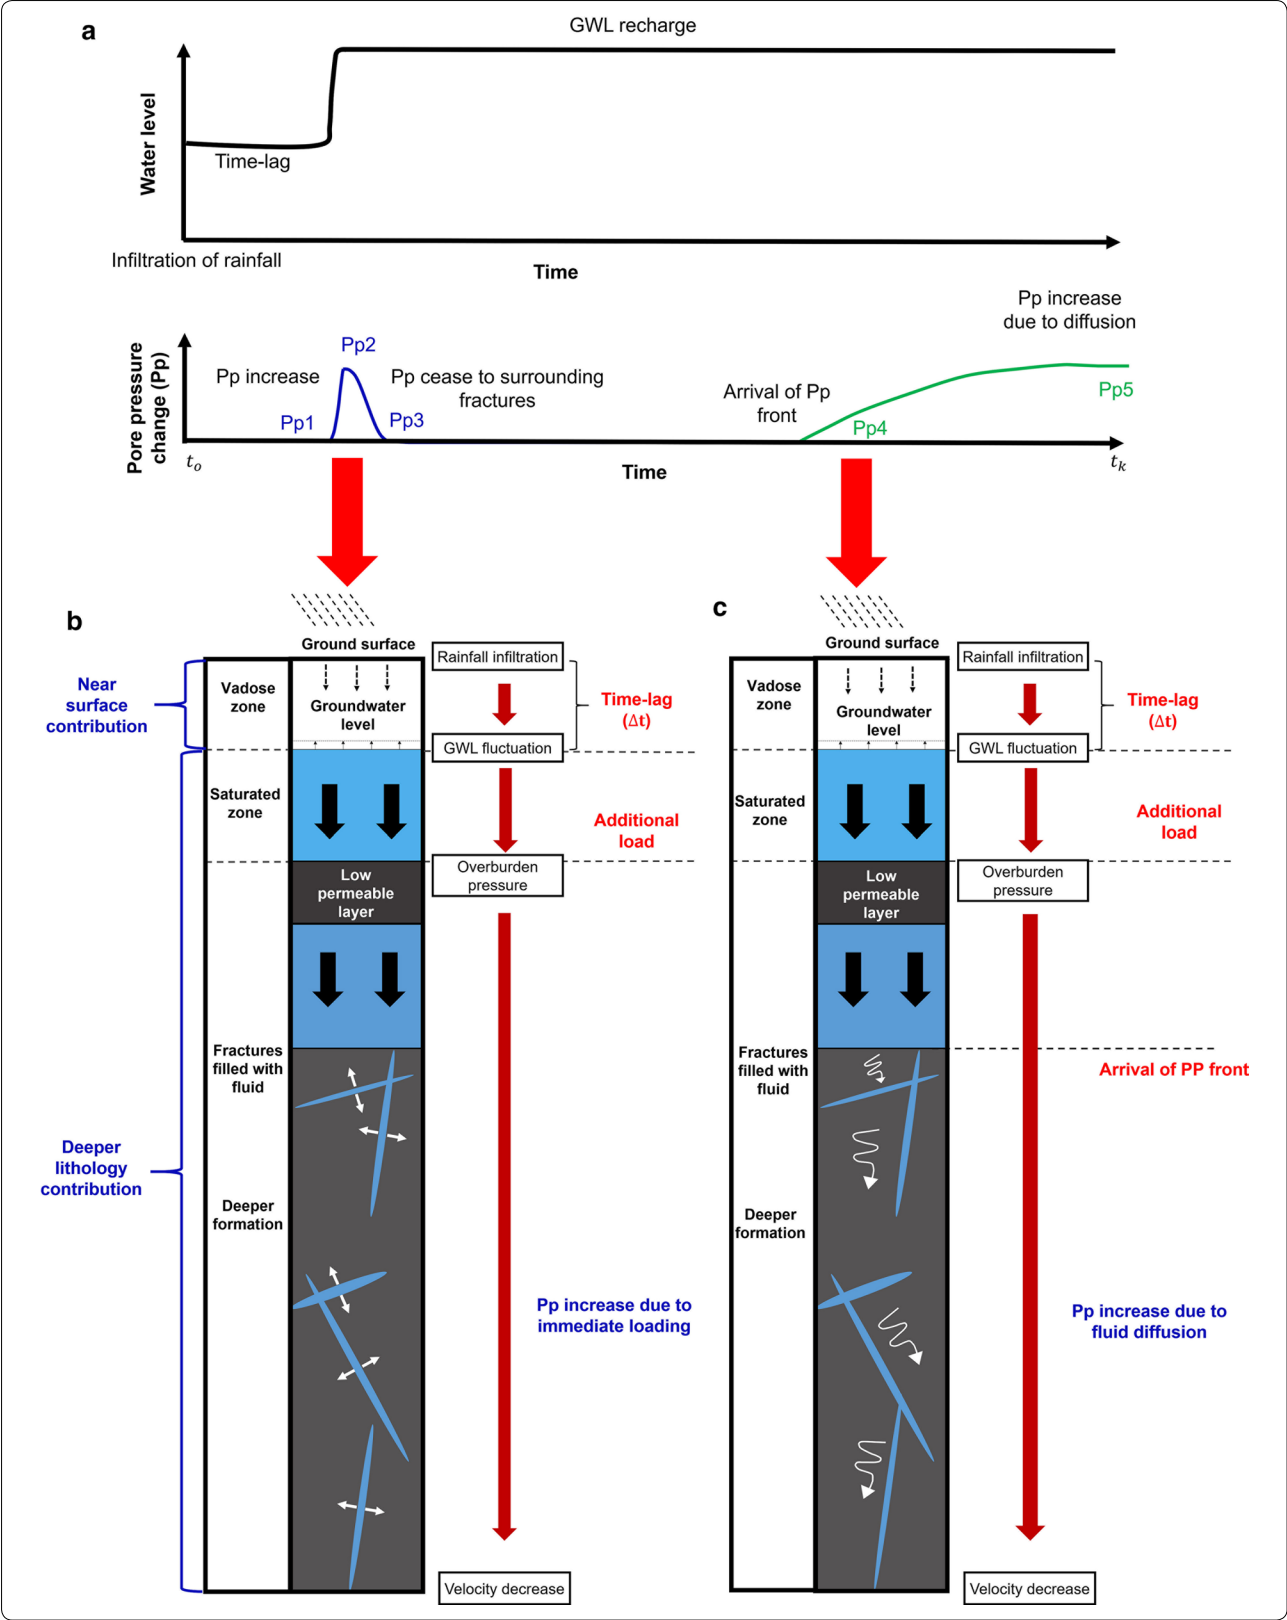 a
GWL recharge
Water level
Time-lag
Infiltration of rainfall
Time
Pp increase
due to diffusion
Pore pressure
change (Pp)
Pp2
Pp increase
Pp cease to surrounding
fractures
Pp1
Pp3
Arrival of Pp
front
Pp4
Pp5
t_o
Time
t_k
b
Ground surface
Near
surface
contribution
Vadose
zone
Groundwater
level
Rainfall infiltration
Time-lag
(Δt)
GWL fluctuation
Saturated
zone
Additional
load
Low
permeable
layer
Overburden
pressure
Fractures
filled with
fluid
Deeper
lithology
contribution
Deeper
formation
Pp increase due to
immediate loading
Velocity decrease
c
Ground surface
Vadose
zone
Groundwater
level
Rainfall infiltration
Time-lag
(Δt)
GWL fluctuation
Saturated
zone
Additional
load
Low
permeable
layer
Overburden
pressure
Fractures
filled with
fluid
Arrival of PP front
Deeper
formation
Pp increase due to
fluid diffusion
Velocity decrease